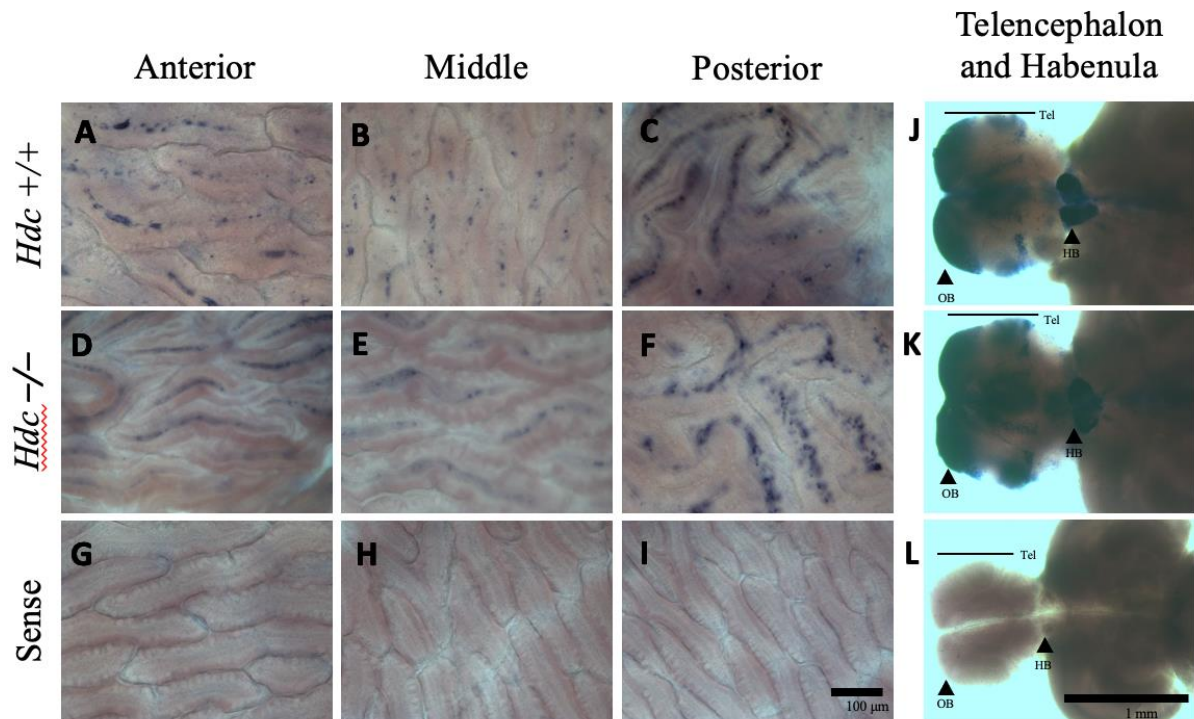 Anterior
Middle
Posterior
Telencephalon
and Habenula
Hdc +/+
A
B
C
J
Tel
HB
OB
Hdc −/−
D
E
F
K
Tel
HB
OB
Sense
G
H
I
100 μm
L
Tel
HB
OB
1 mm